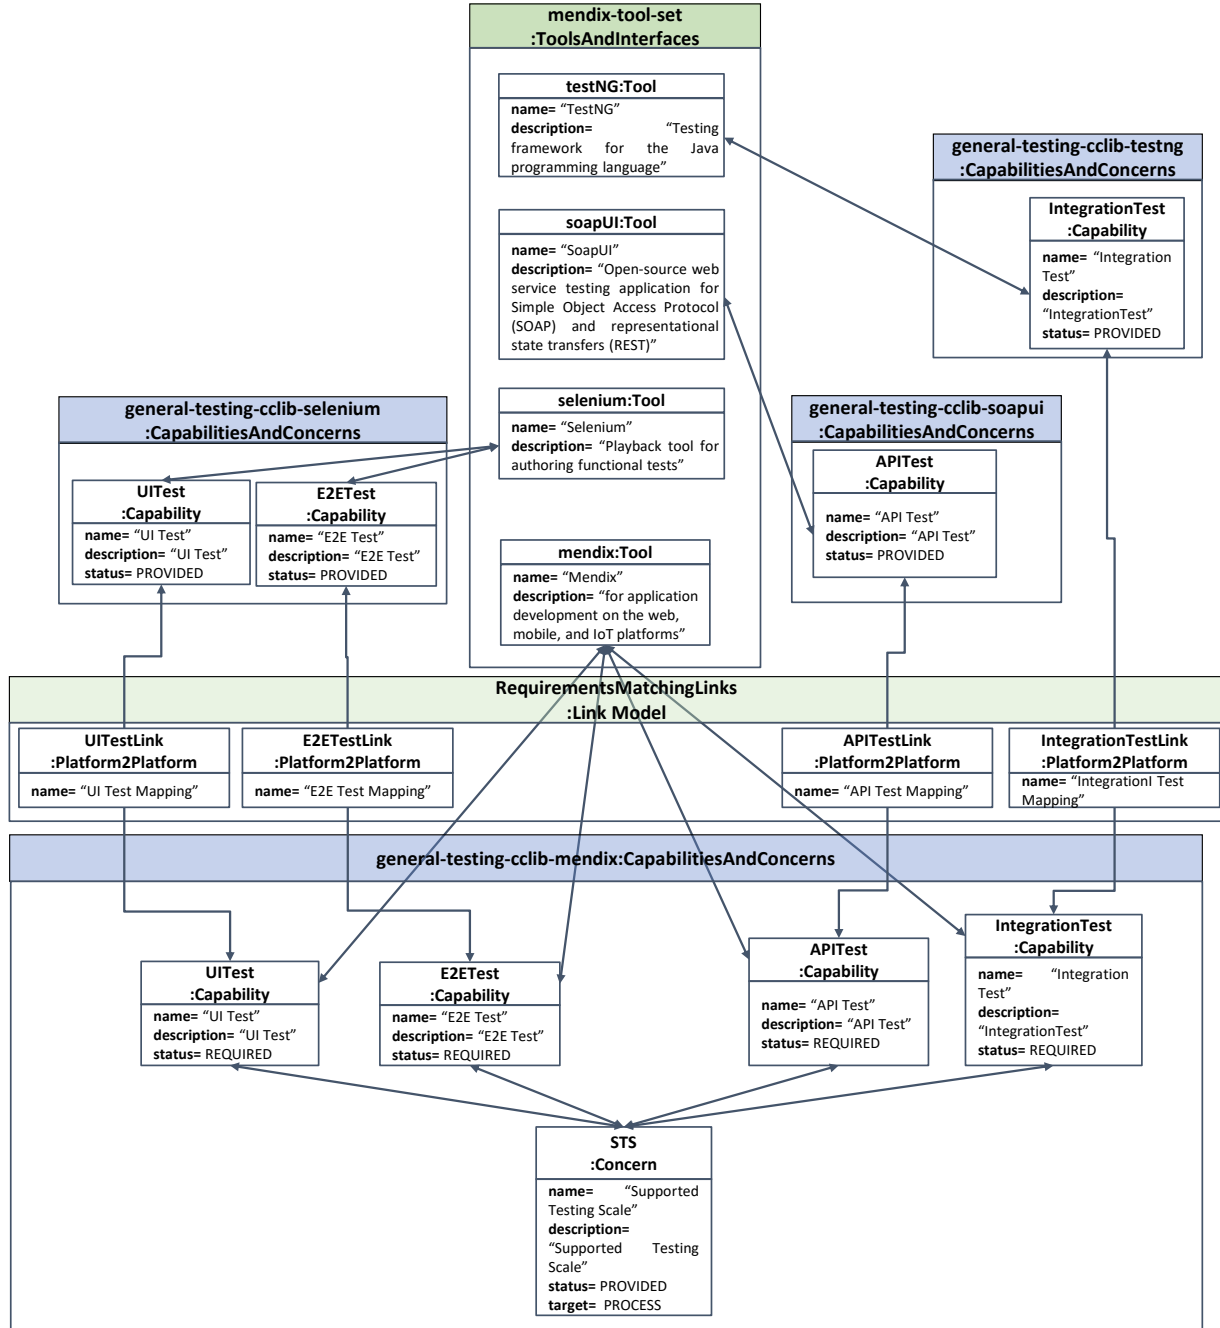 mendix-tool-set
:ToolsAndInterfaces
testNG:Tool
name= “TestNG”
description= “Testing
framework for the Java
programming language”
general-testing-cclib-testng
:CapabilitiesAndConcerns
IntegrationTest
:Capability
name= “Integration
Test”
description=
“IntegrationTest”
status= PROVIDED
soapUI:Tool
name= “SoapUI”
description= “Open-source web
service testing application for
Simple Object Access Protocol
(SOAP) and representational
state transfers (REST)”
general-testing-cclib-selenium
:CapabilitiesAndConcerns
UITest
:Capability
name= “UI Test”
description= “UI Test”
status= PROVIDED
E2ETest
:Capability
name= “E2E Test”
description= “E2E Test”
status= PROVIDED
selenium:Tool
name= “Selenium”
description= “Playback tool for
authoring functional tests”
general-testing-cclib-soapui
:CapabilitiesAndConcerns
APITest
:Capability
name= “API Test”
description= “API Test”
status= PROVIDED
mendix:Tool
name= “Mendix”
description= “for application
development on the web,
mobile, and IoT platforms”
RequirementsMatchingLinks
:Link Model
UITestLink
:Platform2Platform
name= “UI Test Mapping”
E2ETestLink
:Platform2Platform
name= “E2E Test Mapping”
APITestLink
:Platform2Platform
name= “API Test Mapping”
IntegrationTestLink
:Platform2Platform
name= “IntegrationI Test
Mapping”
general-testing-cclib-mendix:CapabilitiesAndConcerns
UITest
:Capability
name= “UI Test”
description= “UI Test”
status= REQUIRED
E2ETest
:Capability
name= “E2E Test”
description= “E2E Test”
status= REQUIRED
APITest
:Capability
name= “API Test”
description= “API Test”
status= REQUIRED
IntegrationTest
:Capability
name= “Integration
Test”
description=
“IntegrationTest”
status= REQUIRED
STS
:Concern
name= “Supported
Testing Scale”
description=
“Supported Testing
Scale”
status= PROVIDED
target= PROCESS